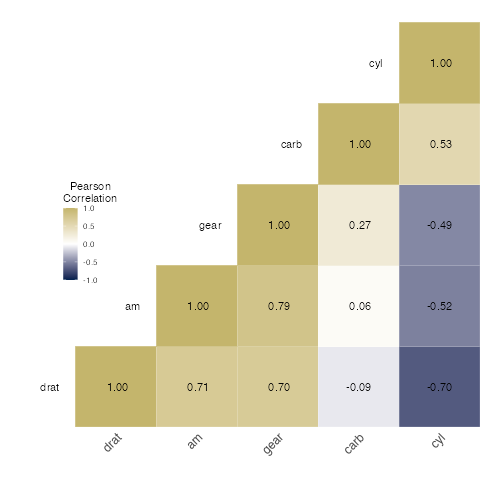 cyl 1.00
carb 1.00 0.53
Pearson
Correlation
1.0
0.5
0.0
-0.5
-1.0
gear 1.00 0.27 -0.49
am 1.00 0.79 0.06 -0.52
drat 1.00 0.71 0.70 -0.09 -0.70
drat am gear carb cyl